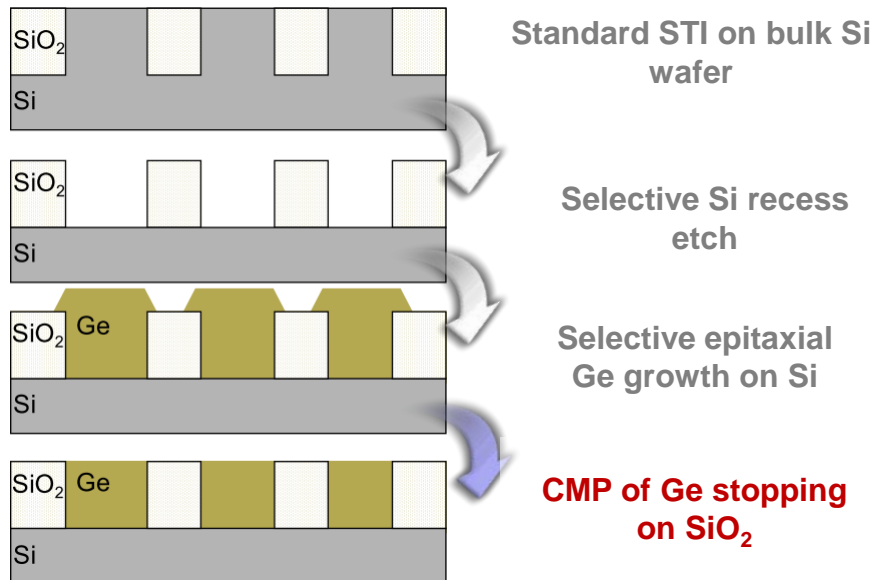 SiO₂
Si
Standard STI on bulk Si
wafer
SiO₂
Si
Selective Si recess
etch
SiO₂
Ge
Si
Selective epitaxial
Ge growth on Si
SiO₂
Ge
Si
CMP of Ge stopping
on SiO₂